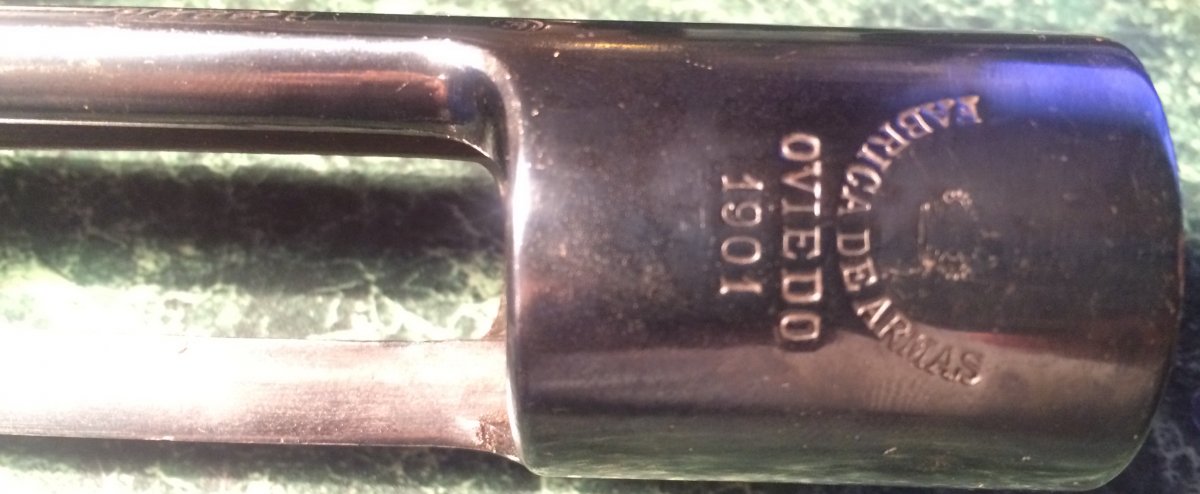 FABRICA DE ARMAS
OVIEDO
1901